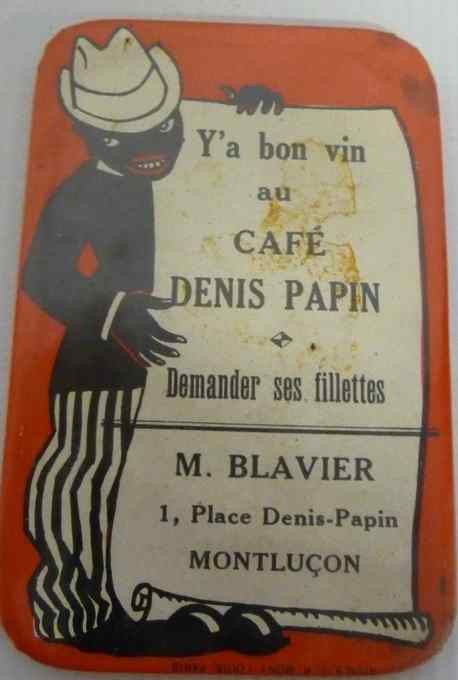 Y'a bon vin
au
CAFÉ
DENIS PAPIN
Demander ses fillettes
M. BLAVIER
1, Place Denis-Papin
MONTLUÇON